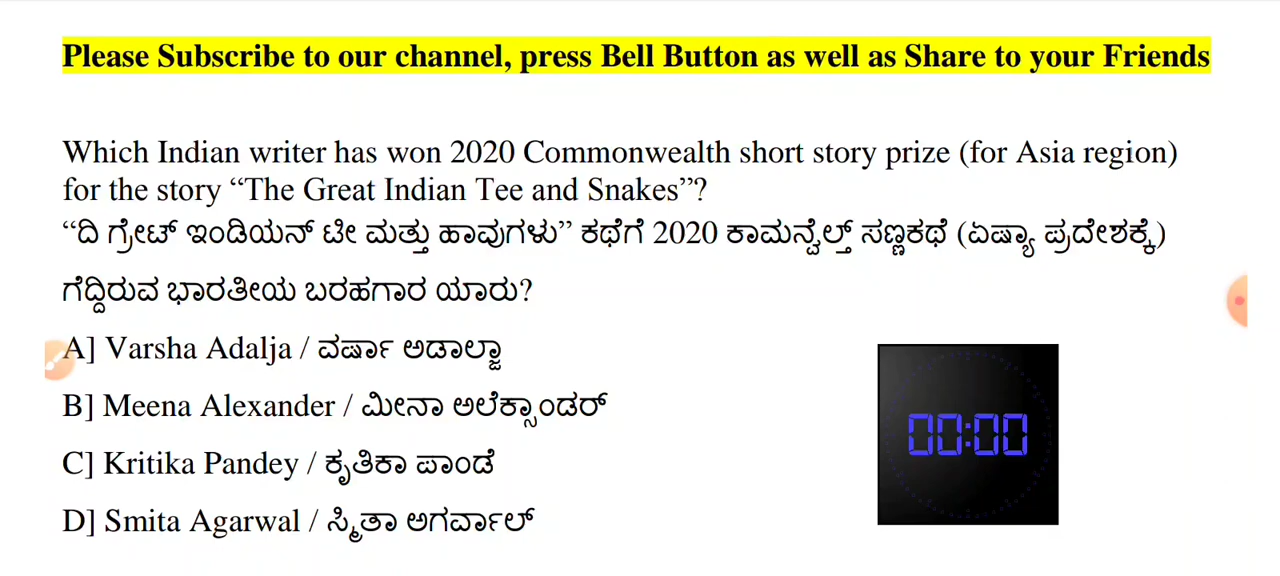 Please Subscribe to our channel, press Bell Button as well as Share to your Friends
Which Indian writer has won 2020 Commonwealth short story prize (for Asia region)
for the story “The Great Indian Tee and Snakes”?
“ದಿ ಗ್ರೇಟ್ ಇಂಡಿಯನ್ ಟೀ ಮತ್ತು ಹಾವುಗಳು” ಕಥೆಗೆ 2020 ಕಾಮನ್ವೆಲ್ತ್ ಸಣ್ಣಕಥೆ (ಏಷ್ಯಾ ಪ್ರದೇಶಕ್ಕೆ)
ಗೆದ್ದಿರುವ ಭಾರತೀಯ ಬರಹಗಾರ ಯಾರು?
A] Varsha Adalja / ವರ್ಷಾ ಅಡಾಲ್ಜಾ
B] Meena Alexander / ಮೀನಾ ಅಲೆಕ್ಸಾಂಡರ್
C] Kritika Pandey / ಕೃತಿಕಾ ಪಾಂಡೆ
D] Smita Agarwal / ಸ್ಮಿತಾ ಅಗರ್ವಾಲ್
00:00